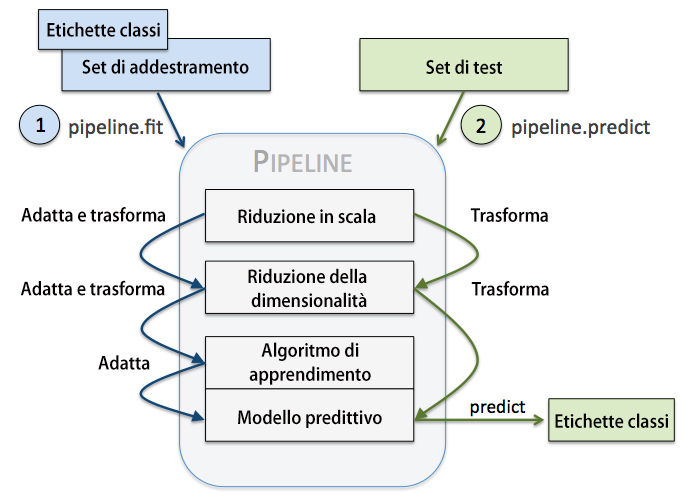 Etichette classi
Set di addestramento
Set di test
1 pipeline.fit
2 pipeline.predict
PIPELINE
Adatta e trasforma
Riduzione in scala
Trasforma
Adatta e trasforma
Riduzione della
dimensionalità
Trasforma
Adatta
Algoritmo di
apprendimento
Modello predittivo
predict
Etichette classi